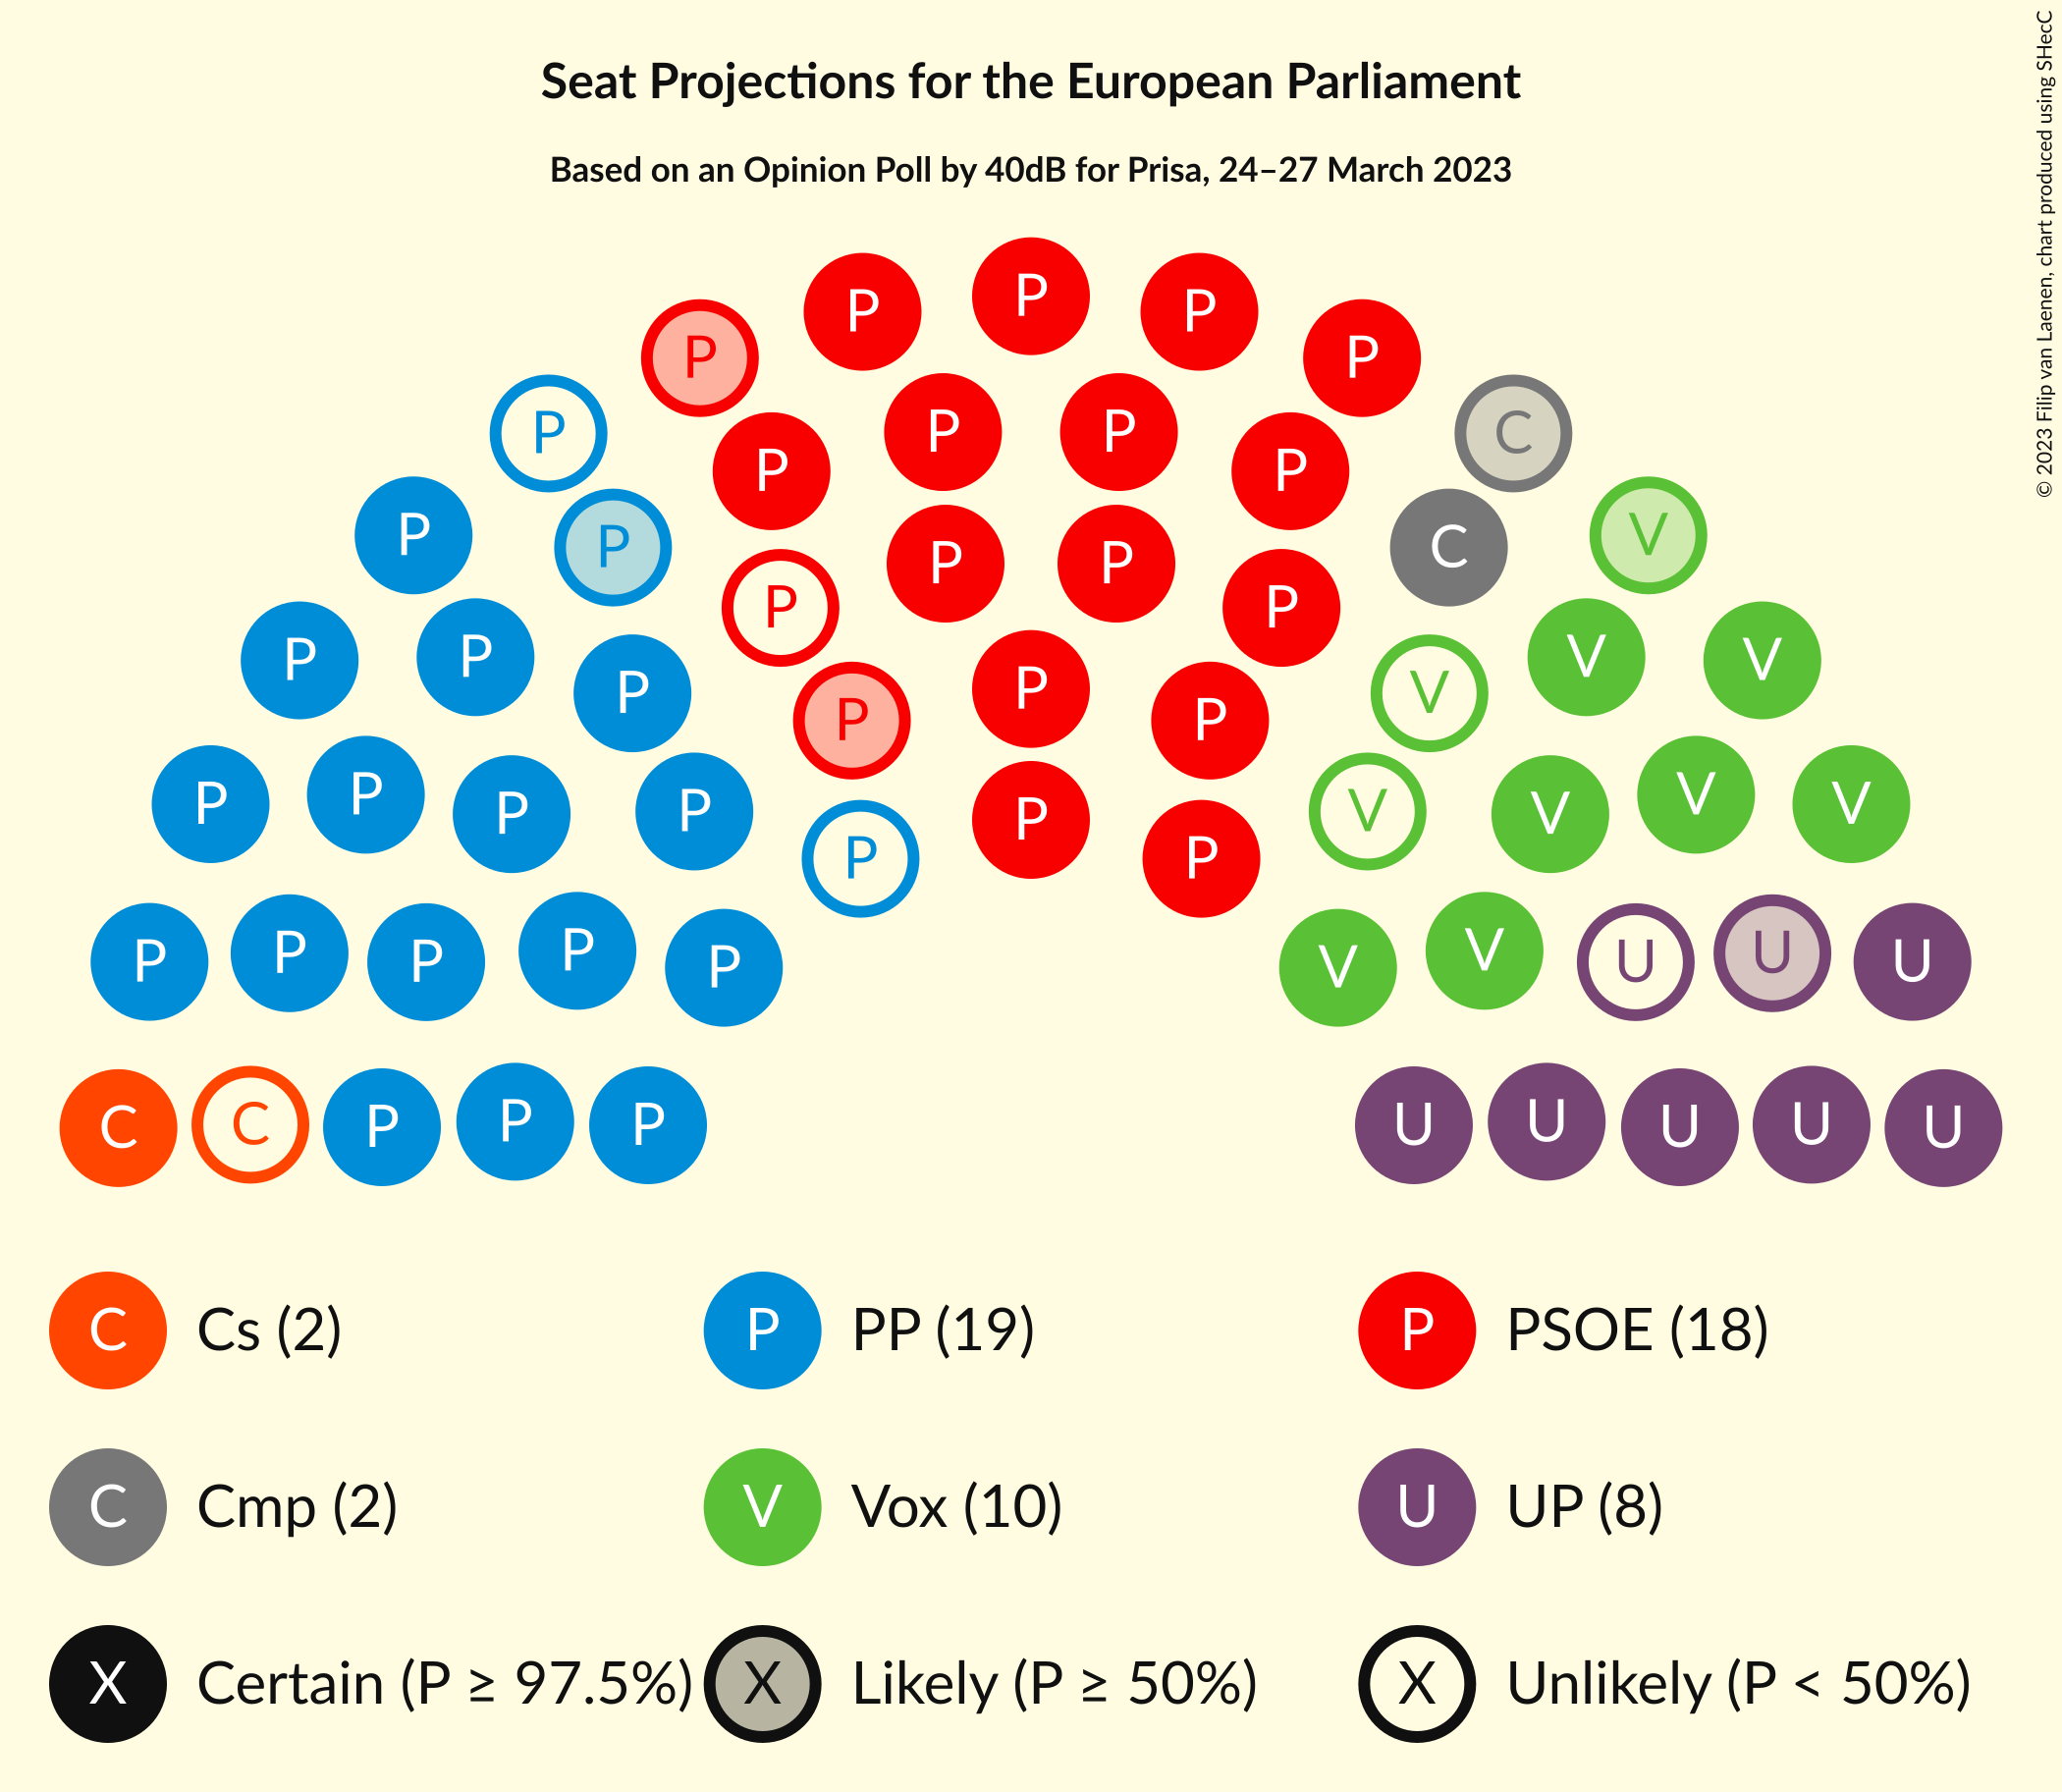 Seat Projections for the European Parliament
Based on an Opinion Poll by 40dB for Prisa, 24–27 March 2023
© 2023 Filip van Laenen, chart produced using SHecC
P
P P
P P
P P
P P
P C
P P
P C
P V
P P
P
P V
P P
P V
P V
P
P P
P V
P P
P V
P V
P V
P
P P
P V
P P
P V
P U
P U
P V
P V
P U
C C P P P U U U U U
C Cs (2) P PP (19) P PSOE (18)
C Cmp (2) V Vox (10) U UP (8)
X Certain (P ≥ 97.5%) X Likely (P ≥ 50%) X Unlikely (P < 50%)